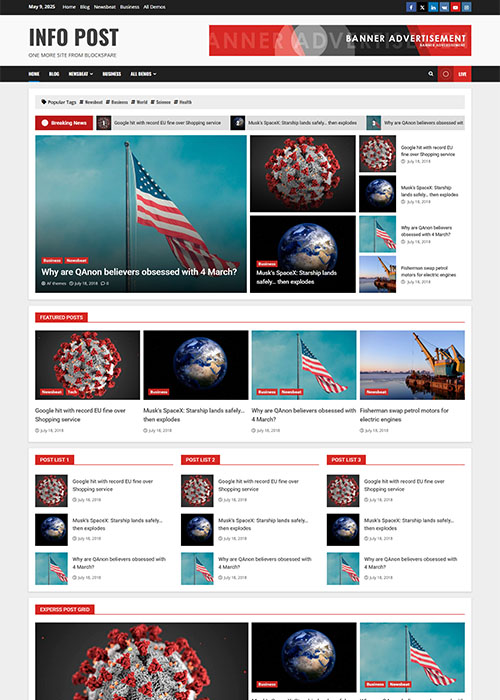 May 9, 2025 Home Blog Newsbeat Business All Demos
INFO POST
ONE MORE SITE FROM BLOCKSPARE
BANNER ADVERTISEMENT
BANNER ADVERTISEMENT
HOME BLOG NEWSBEAT BUSINESS ALL DEMOS LIVE
Popular Tags # Newsbeat # Business # World # Science # Health
Breaking News 1 Google hit with record EU fine over Shopping service 2 Musk's SpaceX: Starship lands safely… then explodes 3 Why are QAnon believers obsessed wit
Business Newsbeat
Why are QAnon believers obsessed with 4 March?
AF themes July 18, 2018 0
Business
Musk's SpaceX: Starship lands
safely… then explodes
Google hit with record EU
fine over Shopping service
July 18, 2018
Musk's SpaceX: Starship
lands safely… then explodes
July 18, 2018
Why are QAnon believers
obsessed with 4 March?
July 18, 2018
Fisherman swap petrol
motors for electric engines
July 18, 2018
FEATURED POSTS
Newsbeat Tech
Google hit with record EU fine over
Shopping service
July 18, 2018
Business
Musk's SpaceX: Starship lands safely…
then explodes
July 18, 2018
Business Newsbeat
Why are QAnon believers obsessed with
4 March?
July 18, 2018
Newsbeat
Fisherman swap petrol motors for
electric engines
July 18, 2018
POST LIST 1
Google hit with record EU fine over
Shopping service
July 18, 2018
Musk's SpaceX: Starship lands safely…
then explodes
July 18, 2018
Why are QAnon believers obsessed with
4 March?
July 18, 2018
POST LIST 2
Google hit with record EU fine over
Shopping service
July 18, 2018
Musk's SpaceX: Starship lands safely…
then explodes
July 18, 2018
Why are QAnon believers obsessed with
4 March?
July 18, 2018
POST LIST 3
Google hit with record EU fine over
Shopping service
July 18, 2018
Musk's SpaceX: Starship lands safely…
then explodes
July 18, 2018
Why are QAnon believers obsessed with
4 March?
July 18, 2018
EXPERSS POST GRID
Business
Business Newsbeat